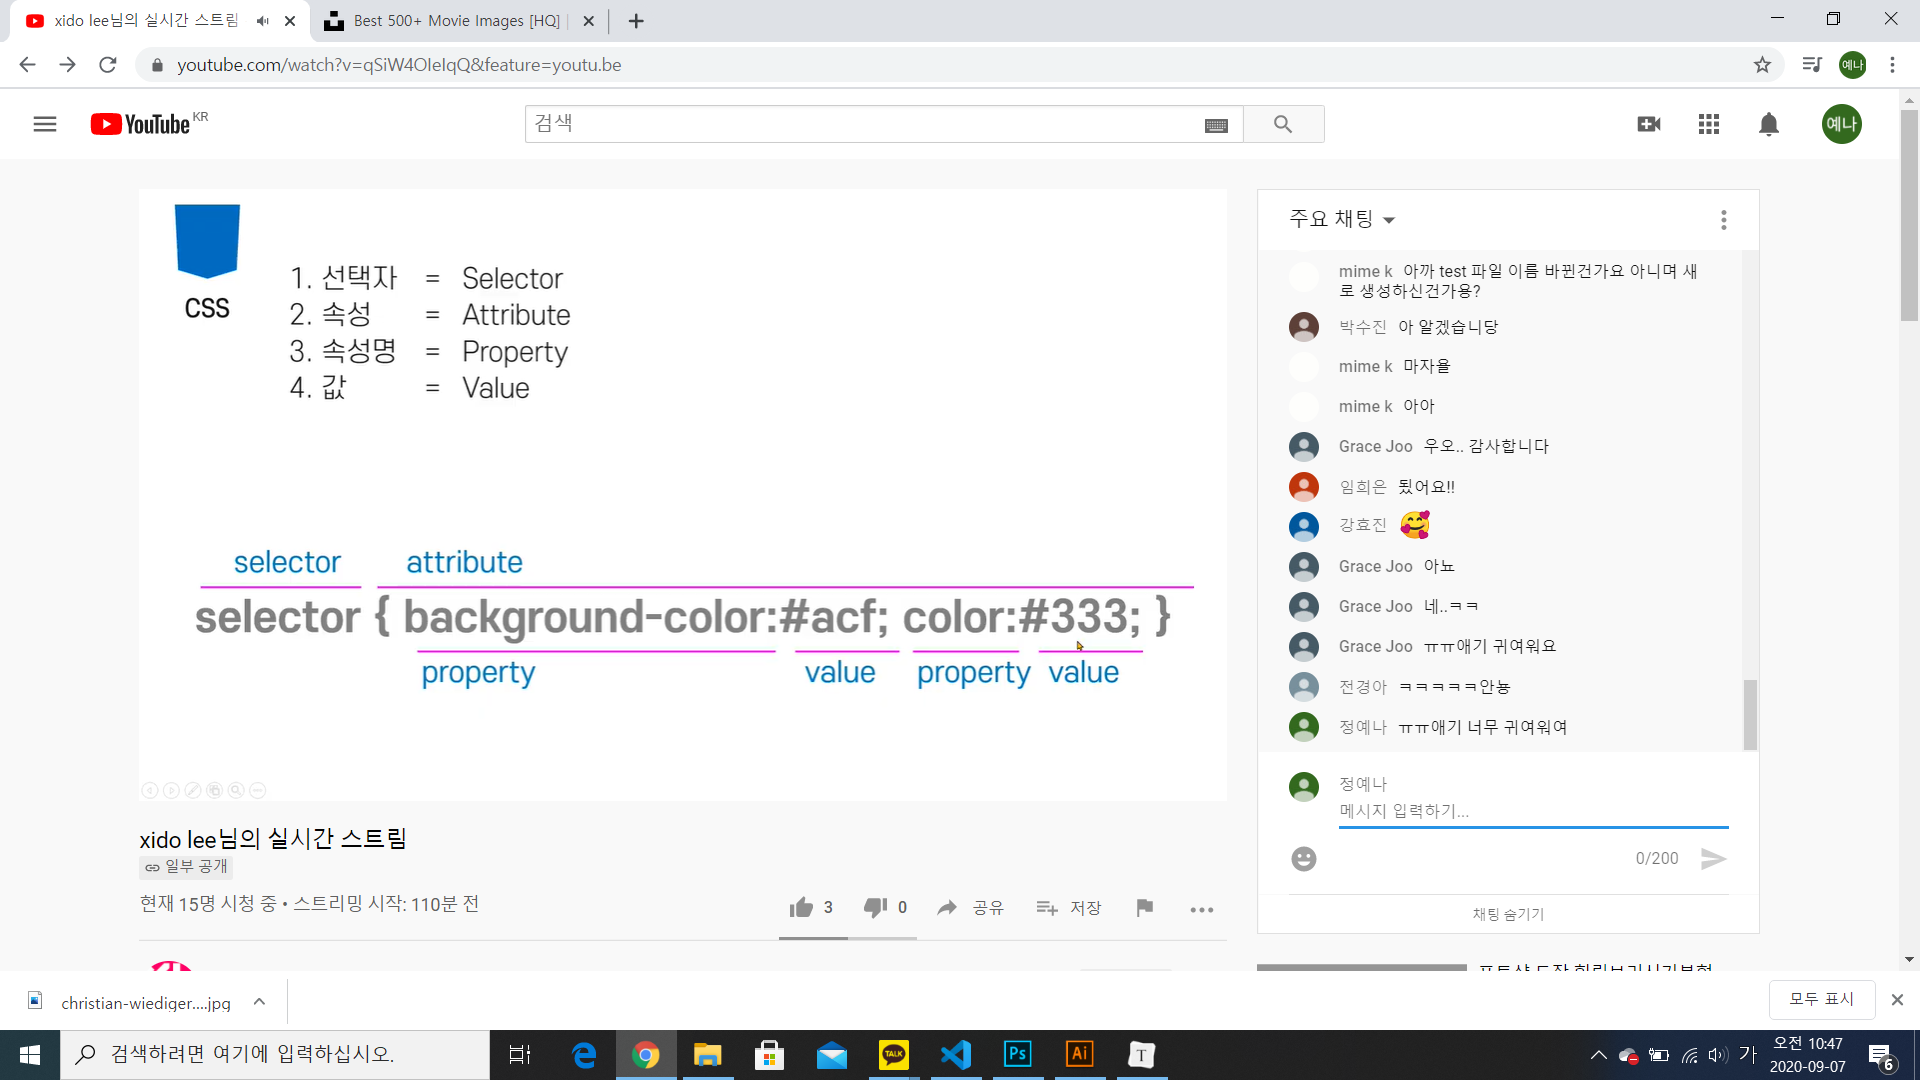 xido lee님의 실시간 스트림
Best 500+ Movie Images [HQ]
youtube.com/watch?v=qSiW4OIeIqQ&feature=youtu.be
예나
YouTube KR
검색
예나
CSS
1. 선택자 = Selector
2. 속성 = Attribute
3. 속성명 = Property
4. 값 = Value
selector attribute
selector { background-color:#acf; color:#333; }
property value property value
xido lee님의 실시간 스트림
일부 공개
현재 15명 시청 중 • 스트리밍 시작: 110분 전
3 0 공유 저장
주요 채팅
mime k 아까 test 파일 이름 바뀐건가요 아니며 새
로 생성하신건가용?
박수진 아 알겠습니당
mime k 마자욜
mime k 아아
Grace Joo 우오.. 감사합니다
임희은 됬어요!!
강효진
Grace Joo 아뇨
Grace Joo 네..ㅋㅋ
Grace Joo ㅠㅠ애기 귀여워요
전경아 ㅋㅋㅋㅋㅋ안뇽
정예나 ㅠㅠ애기 너무 귀여워여
정예나
메시지 입력하기...
0/200
채팅 숨기기
christian-wiediger....jpg
모두 표시
검색하려면 여기에 입력하십시오.
TALK
Ps
Ai
T
가
오전 10:47
2020-09-07
6